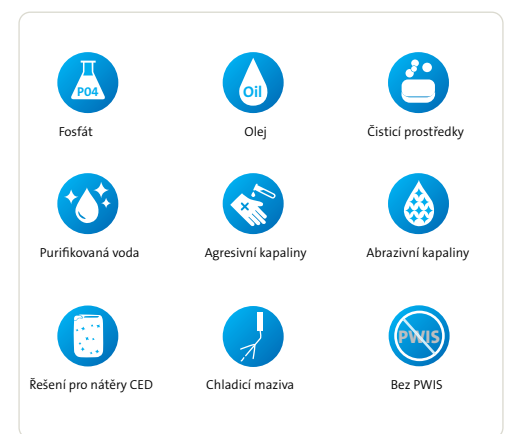 PO4
Oil
Fosfát
Olej
Čisticí prostředky
Purifikovaná voda
Agresivní kapaliny
Abrazivní kapaliny
PWIS
Řešení pro nátěry CED
Chladicí maziva
Bez PWIS